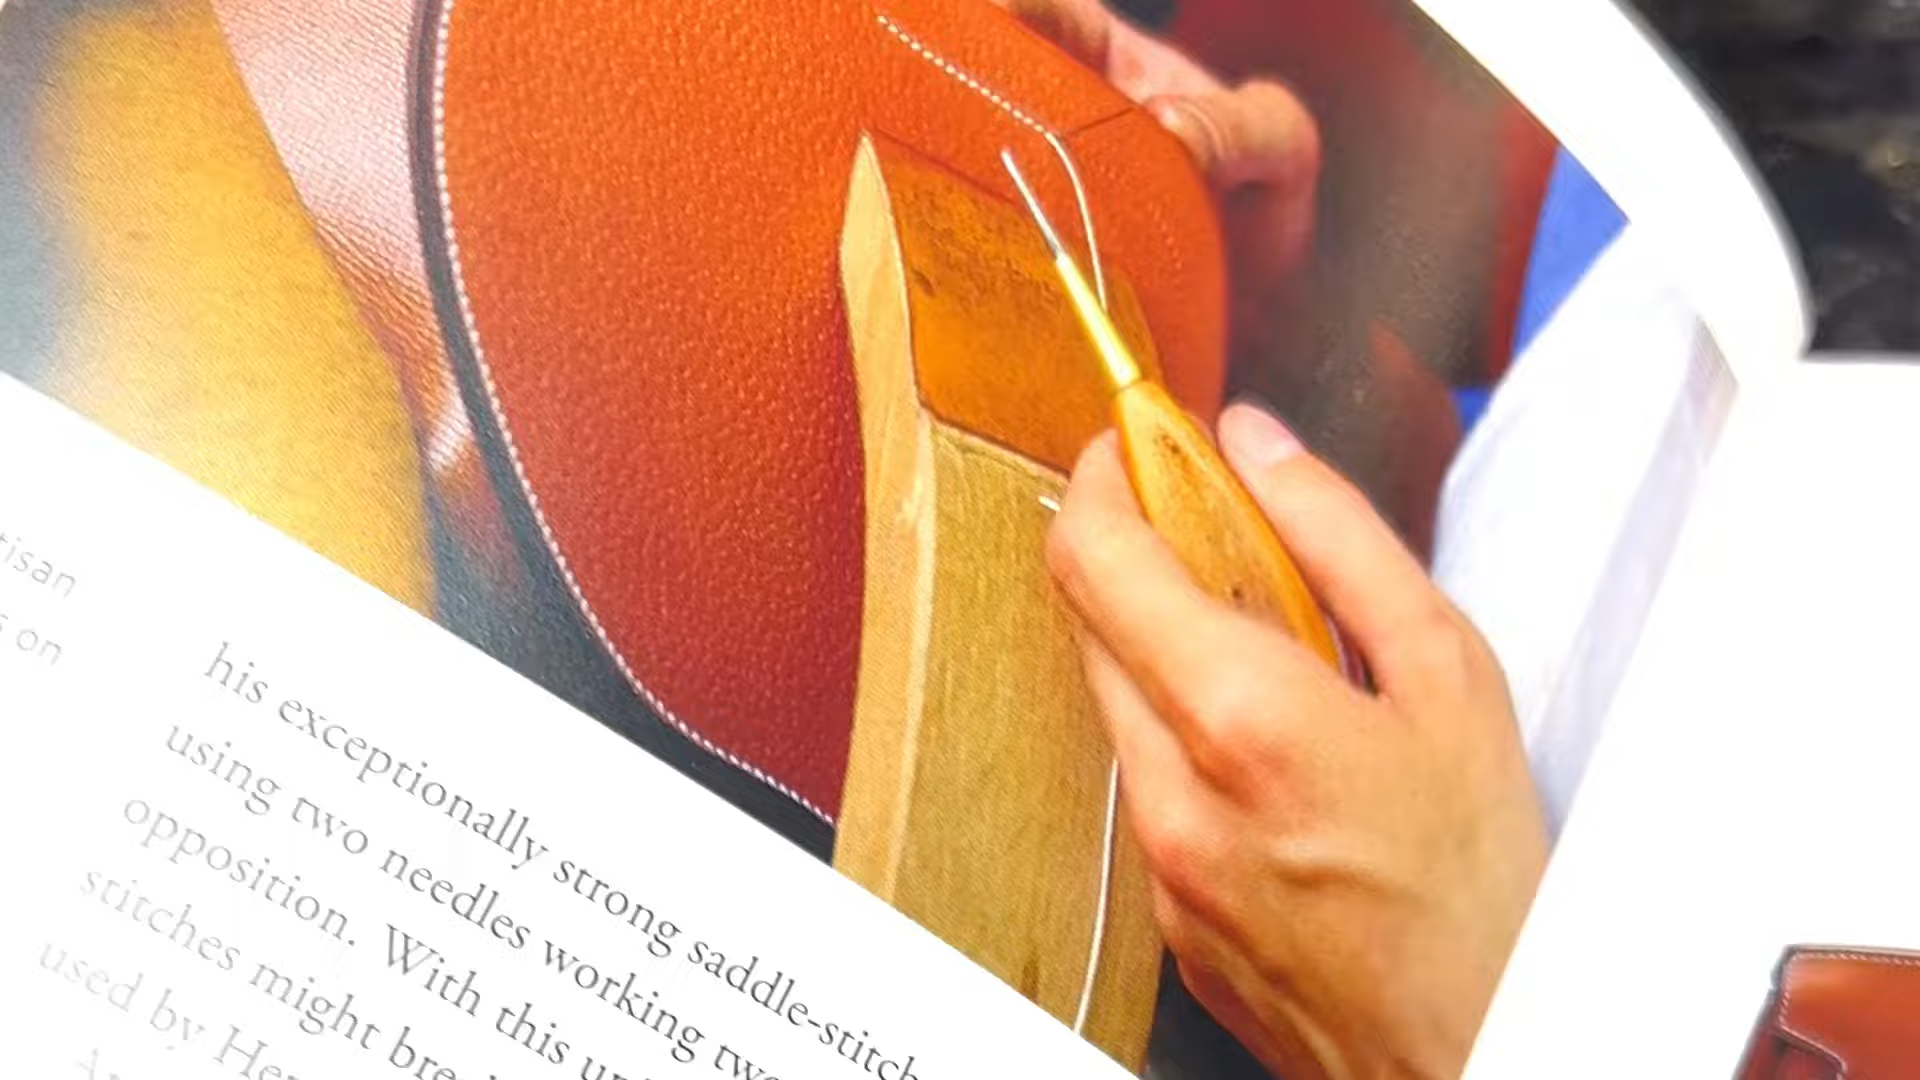 tisan
s on
his exceptionally strong saddle-stitch
using two needles working two
opposition. With this
stitches might
used by